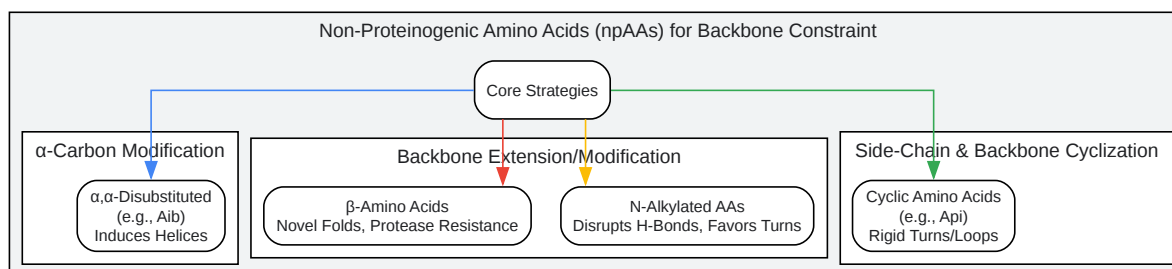 Non-Proteinogenic Amino Acids (npAAs) for Backbone Constraint
Core Strategies
α-Carbon Modification
α,α-Disubstituted
(e.g., Aib)
Induces Helices
Backbone Extension/Modification
β-Amino Acids
Novel Folds, Protease Resistance
N-Alkylated AAs
Disrupts H-Bonds, Favors Turns
Side-Chain & Backbone Cyclization
Cyclic Amino Acids
(e.g., Api)
Rigid Turns/Loops